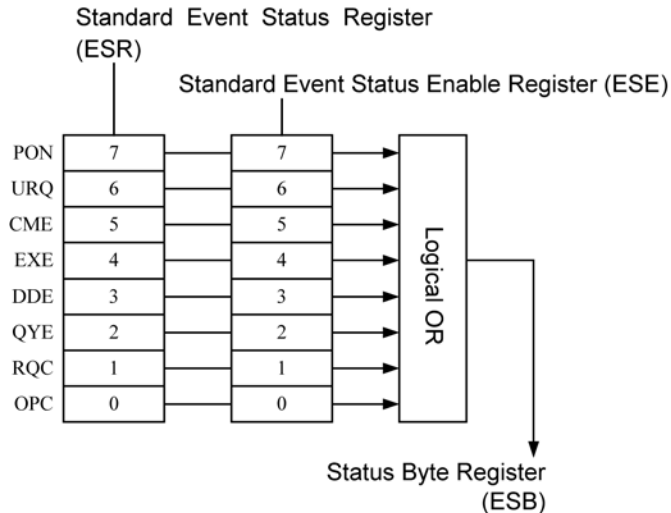 Standard Event Status Register
(ESR)
Standard Event Status Enable Register (ESE)
PON 7 7
URQ 6 6
CME 5 5
EXE 4 4
DDE 3 3
QYE 2 2
RQC 1 1
OPC 0 0
Logical OR
Status Byte Register
(ESB)